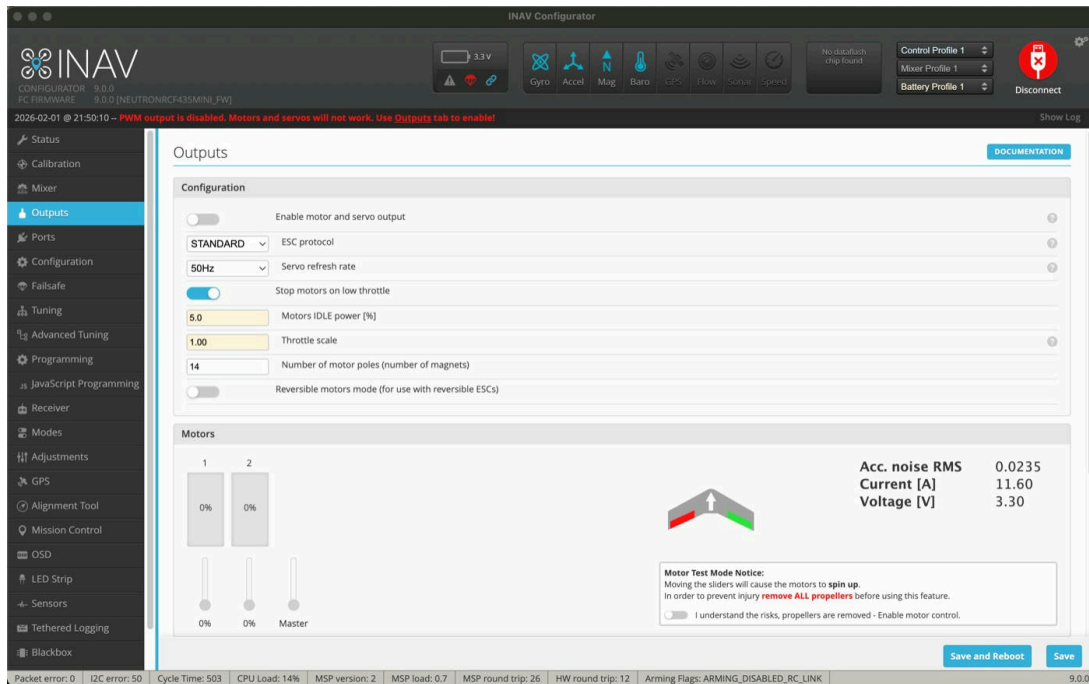 INAV Configurator
INAV
CONFIGURATOR 9.0.0
FC FIRMWARE 9.0.0 [NEUTRONRCF435MINI_FW]
3.3 V
Gyro Accel Mag Baro GPS Flow Sonar Speed
No dataflash
chip found
Control Profile 1
Mixer Profile 1
Battery Profile 1
Disconnect
2026-02-01 @ 21:50:10 -- PWM output is disabled. Motors and servos will not work. Use Outputs tab to enable!
Show Log
Status
Calibration
Mixer
Outputs
Ports
Configuration
Failsafe
Tuning
Advanced Tuning
Programming
JS JavaScript Programming
Receiver
Modes
Adjustments
GPS
Alignment Tool
Mission Control
OSD
LED Strip
Sensors
Tethered Logging
Blackbox
Outputs
DOCUMENTATION
Configuration
Enable motor and servo output
STANDARD ESC protocol
50Hz Servo refresh rate
Stop motors on low throttle
5.0 Motors IDLE power [%]
1.00 Throttle scale
14 Number of motor poles (number of magnets)
Reversible motors mode (for use with reversible ESCs)
Motors
1 2
0% 0%
0% 0% Master
Acc. noise RMS 0.0235
Current [A] 11.60
Voltage [V] 3.30
Motor Test Mode Notice:
Moving the sliders will cause the motors to spin up.
In order to prevent injury remove ALL propellers before using this feature.
I understand the risks, propellers are removed - Enable motor control.
Save and Reboot Save
Packet error: 0 I2C error: 50 Cycle Time: 503 CPU Load: 14% MSP version: 2 MSP load: 0.7 MSP round trip: 26 HW round trip: 12 Arming Flags: ARMING_DISABLED_RC_LINK 9.0.0